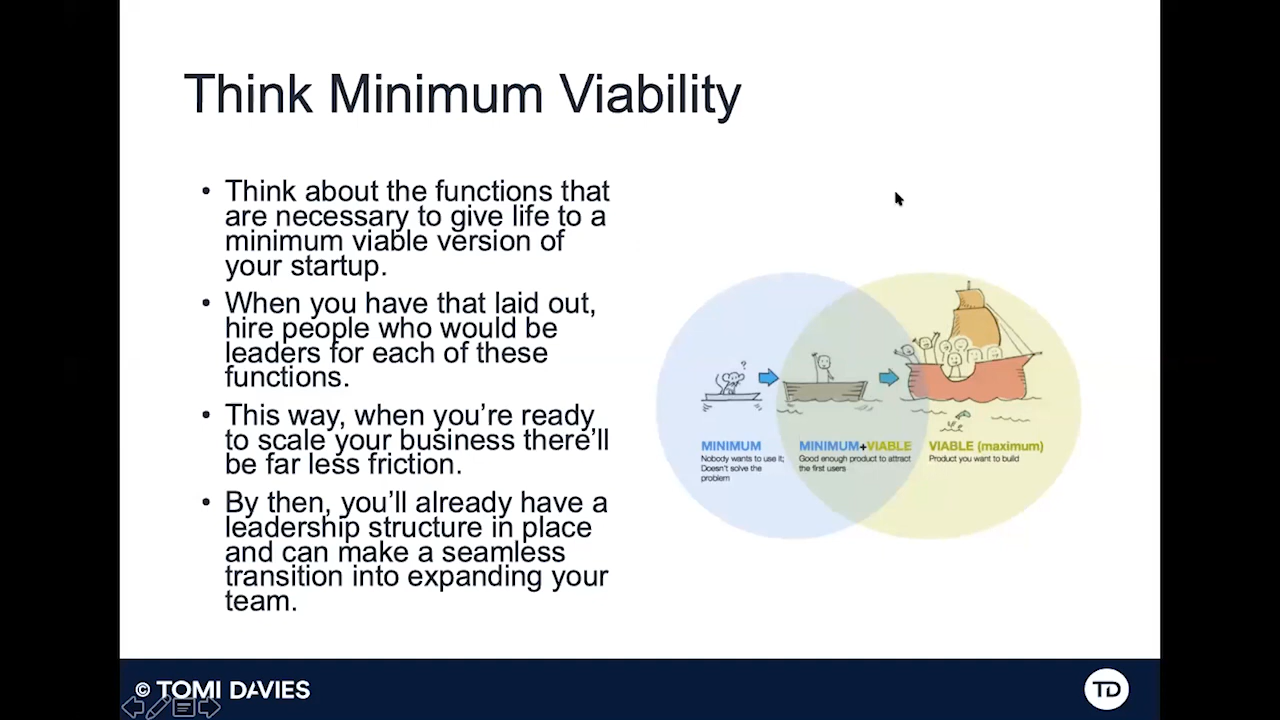 Think Minimum Viability
• Think about the functions that
are necessary to give life to a
minimum viable version of
your startup.
• When you have that laid out,
hire people who would be
leaders for each of these
functions.
• This way, when you’re ready
to scale your business there’ll
be far less friction.
• By then, you’ll already have a
leadership structure in place
and can make a seamless
transition into expanding your
team.
?
MINIMUM
Nobody wants to use it;
Doesn't solve the
problem
MINIMUM+VIABLE
Good enough product to attract
the first users
VIABLE (maximum)
Product you want to build
© TOMI DAVIES
TD